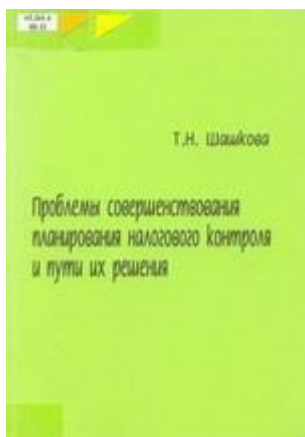 Т.Н. Шашкова
Проблемы совершенствования
планирования налогового контроля
и пути их решения